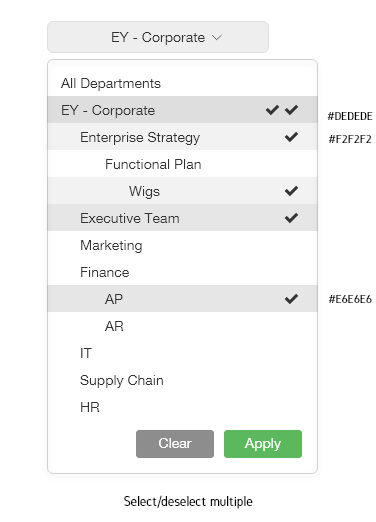 EY - Corporate
All Departments
EY - Corporate
#DEDEDE
Enterprise Strategy
#F2F2F2
Functional Plan
Wigs
Executive Team
Marketing
Finance
AP
#E6E6E6
AR
IT
Supply Chain
HR
Clear Apply
Select/deselect multiple